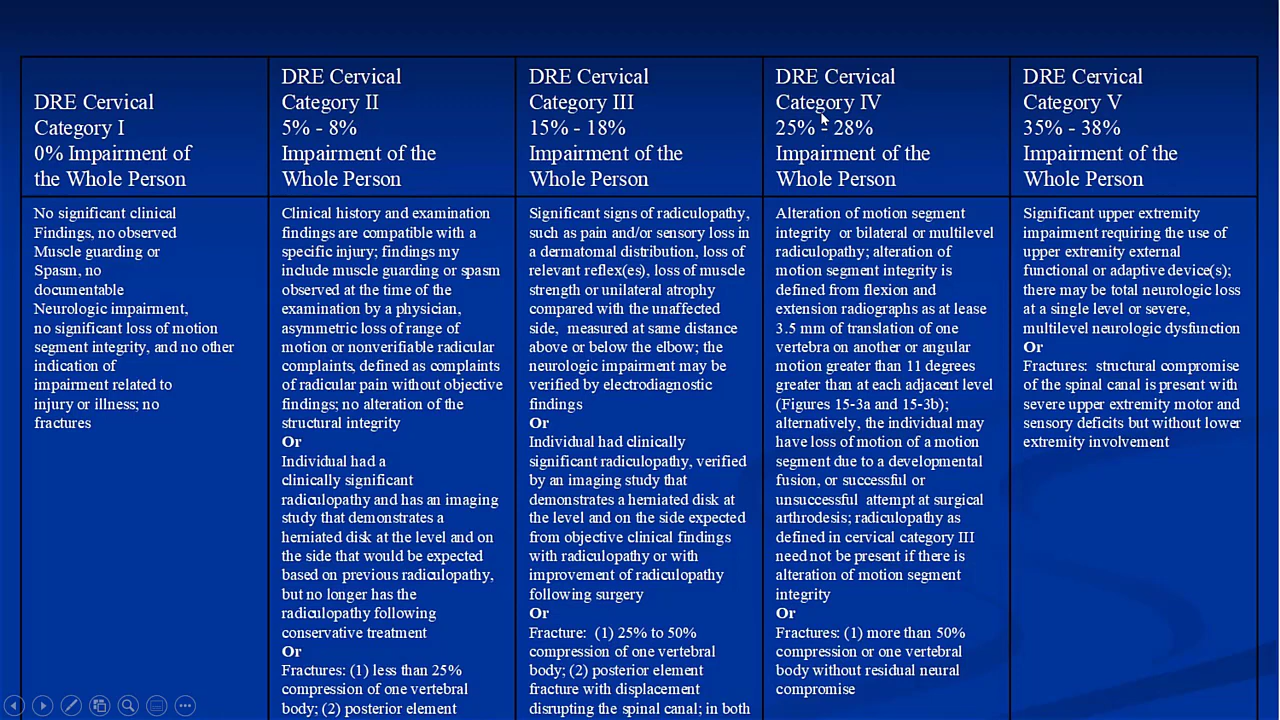 DRE Cervical
Category I
0% Impairment of
the Whole Person
DRE Cervical
Category II
5% - 8%
Impairment of the
Whole Person
DRE Cervical
Category III
15% - 18%
Impairment of the
Whole Person
DRE Cervical
Category IV
25% - 28%
Impairment of the
Whole Person
DRE Cervical
Category V
35% - 38%
Impairment of the
Whole Person
No significant clinical
Findings, no observed
Muscle guarding or
Spasm, no
documentable
Neurologic impairment,
no significant loss of motion
segment integrity, and no other
indication of
impairment related to
injury or illness; no
fractures
Clinical history and examination
findings are compatible with a
specific injury; findings my
include muscle guarding or spasm
observed at the time of the
examination by a physician,
asymmetric loss of range of
motion or nonverifiable radicular
complaints, defined as complaints
of radicular pain without objective
findings; no alteration of the
structural integrity
Or
Individual had a
clinically significant
radiculopathy and has an imaging
study that demonstrates a
herniated disk at the level and on
the side that would be expected
based on previous radiculopathy,
but no longer has the
radiculopathy following
conservative treatment
Or
Fractures: (1) less than 25%
compression of one vertebral
body; (2) posterior element
Significant signs of radiculopathy,
such as pain and/or sensory loss in
a dermatomal distribution, loss of
relevant reflex(es), loss of muscle
strength or unilateral atrophy
compared with the unaffected
side, measured at same distance
above or below the elbow; the
neurologic impairment may be
verified by electrodiagnostic
findings
Or
Individual had clinically
significant radiculopathy, verified
by an imaging study that
demonstrates a herniated disk at
the level and on the side expected
from objective clinical findings
with radiculopathy or with
improvement of radiculopathy
following surgery
Or
Fracture: (1) 25% to 50%
compression of one vertebral
body; (2) posterior element
fracture with displacement
disrupting the spinal canal; in both
Alteration of motion segment
integrity or bilateral or multilevel
radiculopathy; alteration of
motion segment integrity is
defined from flexion and
extension radiographs as at lease
3.5 mm of translation of one
vertebra on another or angular
motion greater than 11 degrees
greater than at each adjacent level
(Figures 15-3a and 15-3b);
alternatively, the individual may
have loss of motion of a motion
segment due to a developmental
fusion, or successful or
unsuccessful attempt at surgical
arthrodesis; radiculopathy as
defined in cervical category III
need not be present if there is
alteration of motion segment
integrity
Or
Fractures: (1) more than 50%
compression or one vertebral
body without residual neural
compromise
Significant upper extremity
impaiment requiring the use of
upper extremity external
functional or adaptive device(s);
there may be total neurologic loss
at a single level or severe,
multilevel neurologic dysfunction
Or
Fractures: structural compromise
of the spinal canal is present with
severe upper extremity motor and
sensory deficits but without lower
extremity involvement